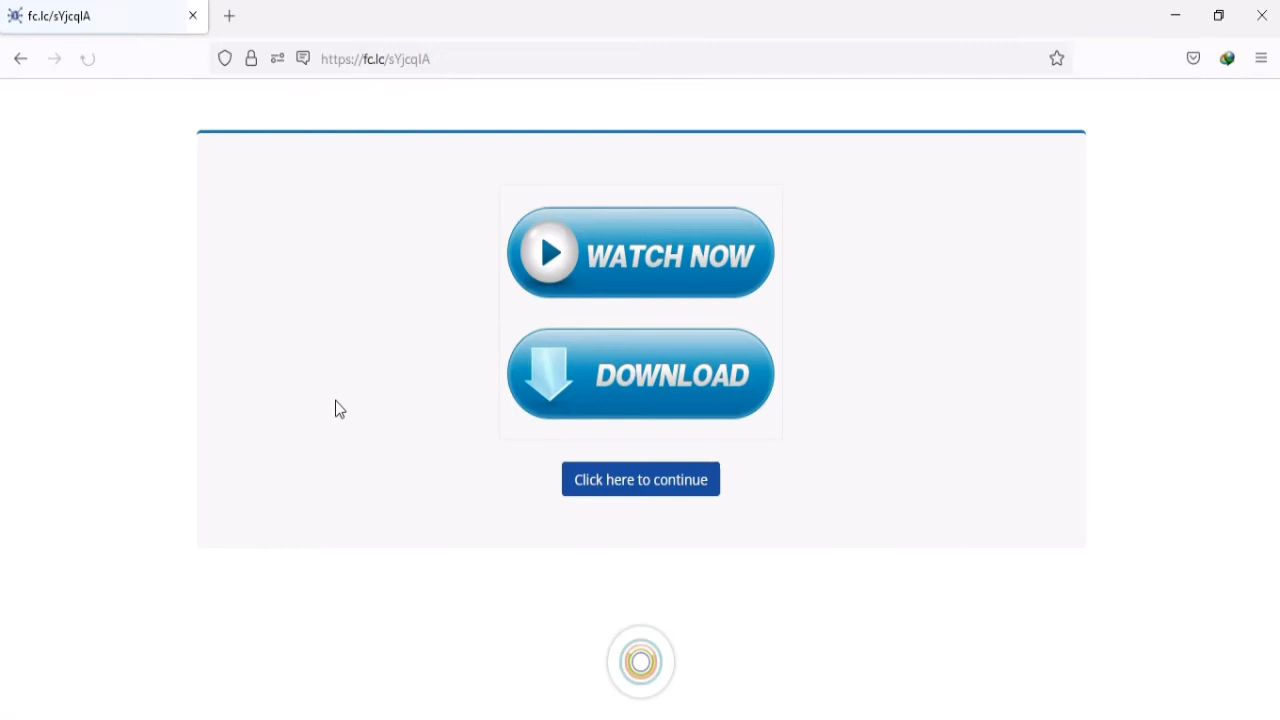 fc.lc/sYjcqIA
https://fc.lc/sYjcqIA
WATCH NOW
DOWNLOAD
Click here to continue